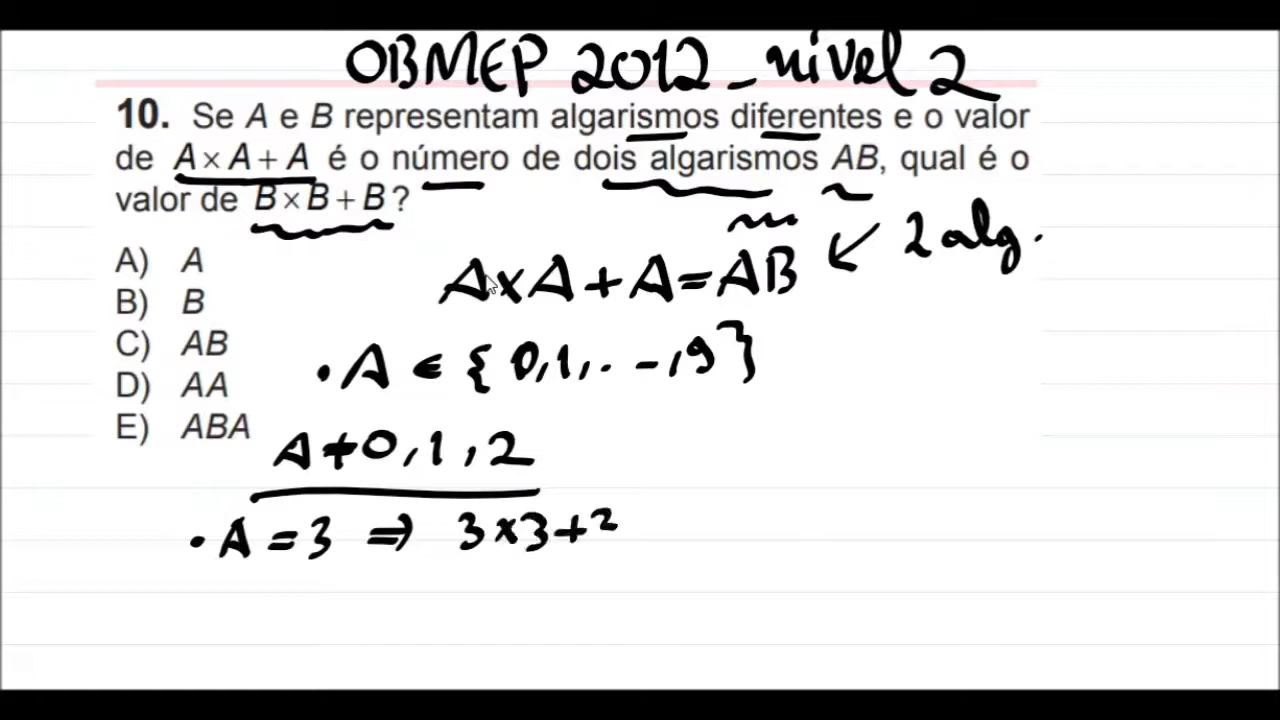 OBMEP 2012 - nível 2
10. Se A e B representam algarismos diferentes e o valor
de A × A + A é o número de dois algarismos AB, qual é o
valor de B × B + B ?
A) A
B) B
C) AB
D) AA
E) ABA
2 alg.
A × A + A = AB
• A ∈ { 0, 1, . - -, 9 }
A ≠ 0, 1, 2
• A = 3 ⇒ 3 × 3 +